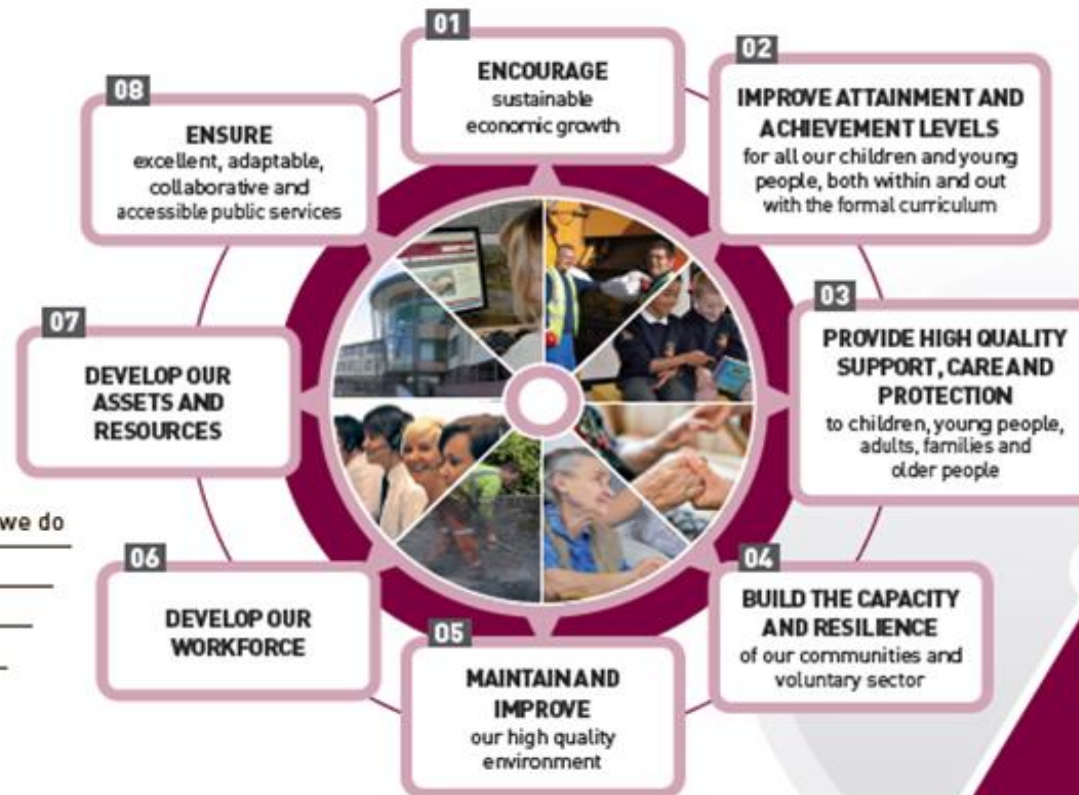 01
ENCOURAGE
sustainable
economic growth
02
IMPROVE ATTAINMENT AND
ACHIEVEMENT LEVELS
for all our children and young
people, both within and out
with the formal curriculum
03
PROVIDE HIGH QUALITY
SUPPORT, CARE AND
PROTECTION
to children, young people,
adults, families and
older people
04
BUILD THE CAPACITY
AND RESILIENCE
of our communities and
voluntary sector
05
MAINTAIN AND
IMPROVE
our high quality
environment
06
DEVELOP OUR
WORKFORCE
07
DEVELOP OUR
ASSETS AND
RESOURCES
08
ENSURE
excellent, adaptable,
collaborative and
accessible public services
we do